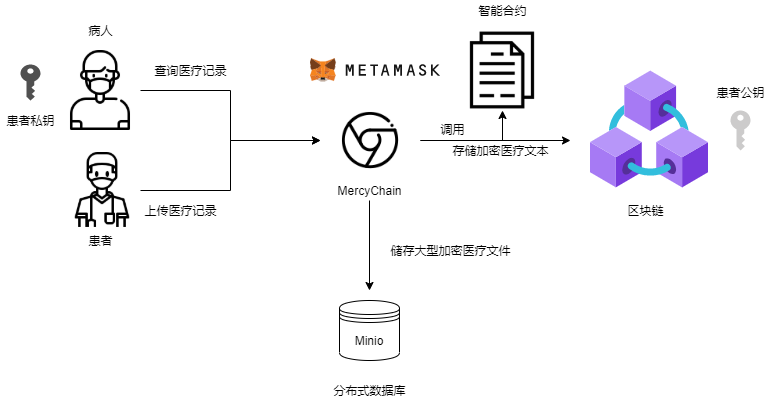 智能合约
病人
查询医疗记录
METAMASK
患者公钥
患者私钥
调用
存储加密医疗文本
MercyChain
上传医疗记录
区块链
患者
储存大型加密医疗文件
Minio
分布式数据库